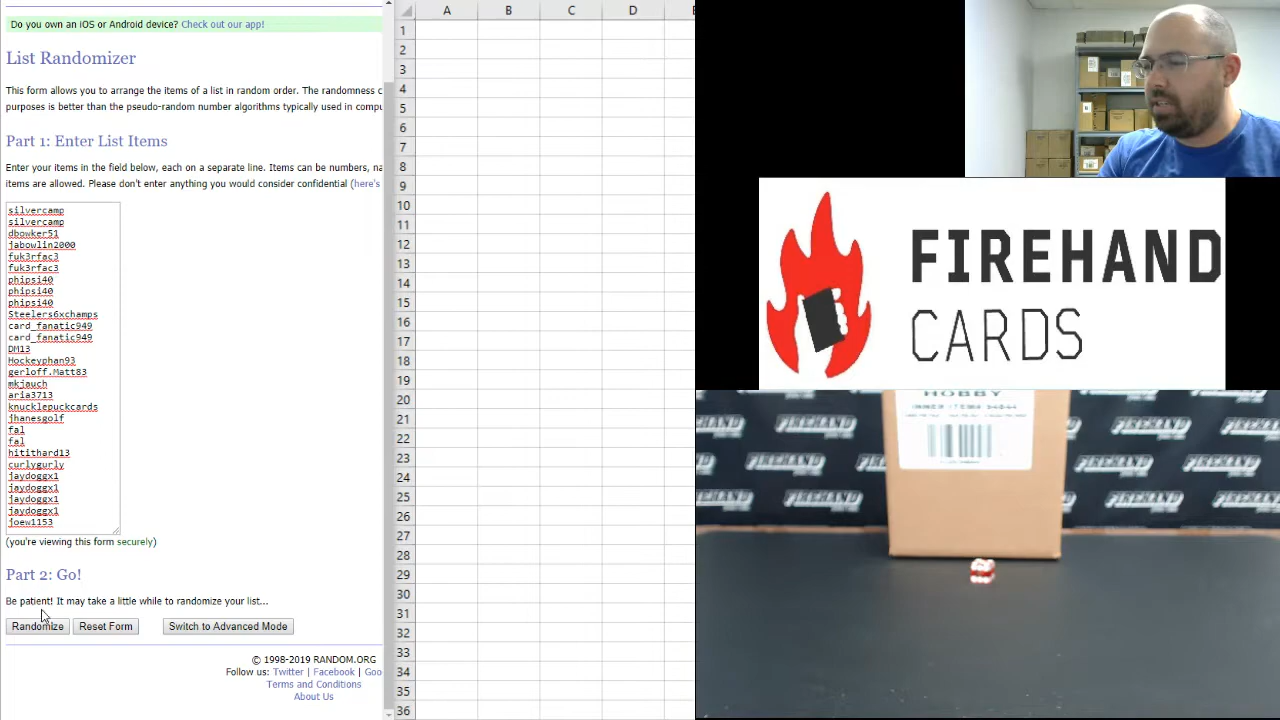 Do you own an iOS or Android device? Check out our app!
List Randomizer
This form allows you to arrange the items of a list in random order. The randomness c
purposes is better than the pseudo-random number algorithms typically used in compu
Part 1: Enter List Items
Enter your items in the field below, each on a separate line. Items can be numbers, na
items are allowed. Please don't enter anything you would consider confidential (here's
silvercamp
silvercamp
dbowker51
jabowlin2000
fuk3rfac3
fuk3rfac3
phipsi40
phipsi40
phipsi40
Steelers6xchamps
card_fanatic949
card_fanatic949
DM13
Hockeyphan93
gerloff.Matt83
mkjauch
aria3713
knucklepuckcards
jhanesgolf
fal
fal
hitithard13
curlygurly
jaydoggx1
jaydoggx1
jaydoggx1
jaydoggx1
joew1153
(you're viewing this form securely)
Part 2: Go!
Be patient! It may take a little while to randomize your list...
Randomize
Reset Form
Switch to Advanced Mode
© 1998-2019 RANDOM.ORG
Follow us: Twitter | Facebook | Goo
Terms and Conditions
About Us
A B C D E
1
2
3
4
5
6
7
8
9
10
11
12
13
14
15
16
17
18
19
20
21
22
23
24
25
26
27
28
29
30
31
32
33
34
35
36
FIREHAND
CARDS
HOBBY
FIREHAND
FIREHAND
FIREHAND
FIREHAND